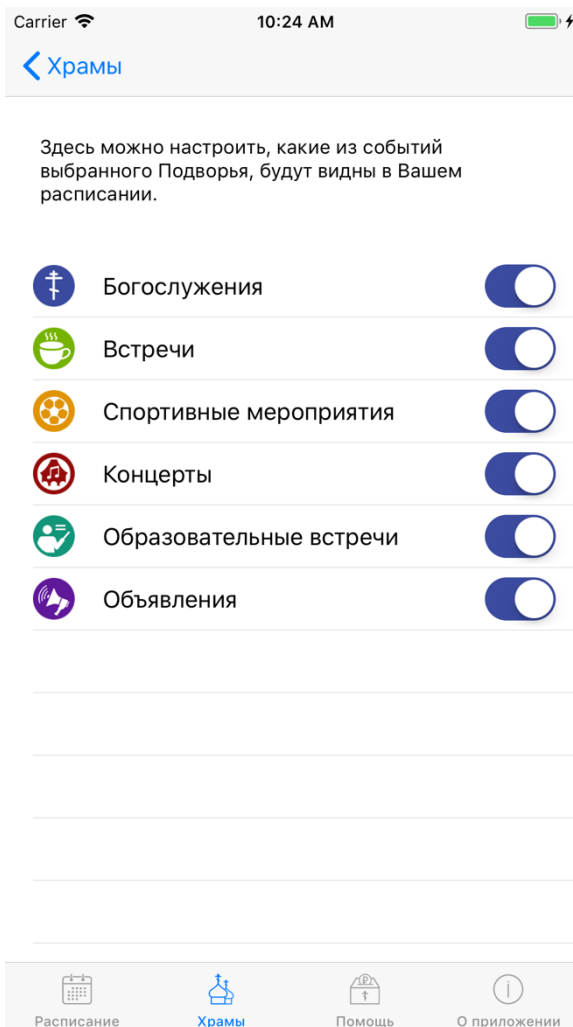 Carrier 10:24 AM
Храмы
Здесь можно настроить, какие из событий
выбранного Подворья, будут видны в Вашем
расписании.
Богослужения
Встречи
Спортивные мероприятия
Концерты
Образовательные встречи
Объявления
Расписание Храмы Помощь О приложении